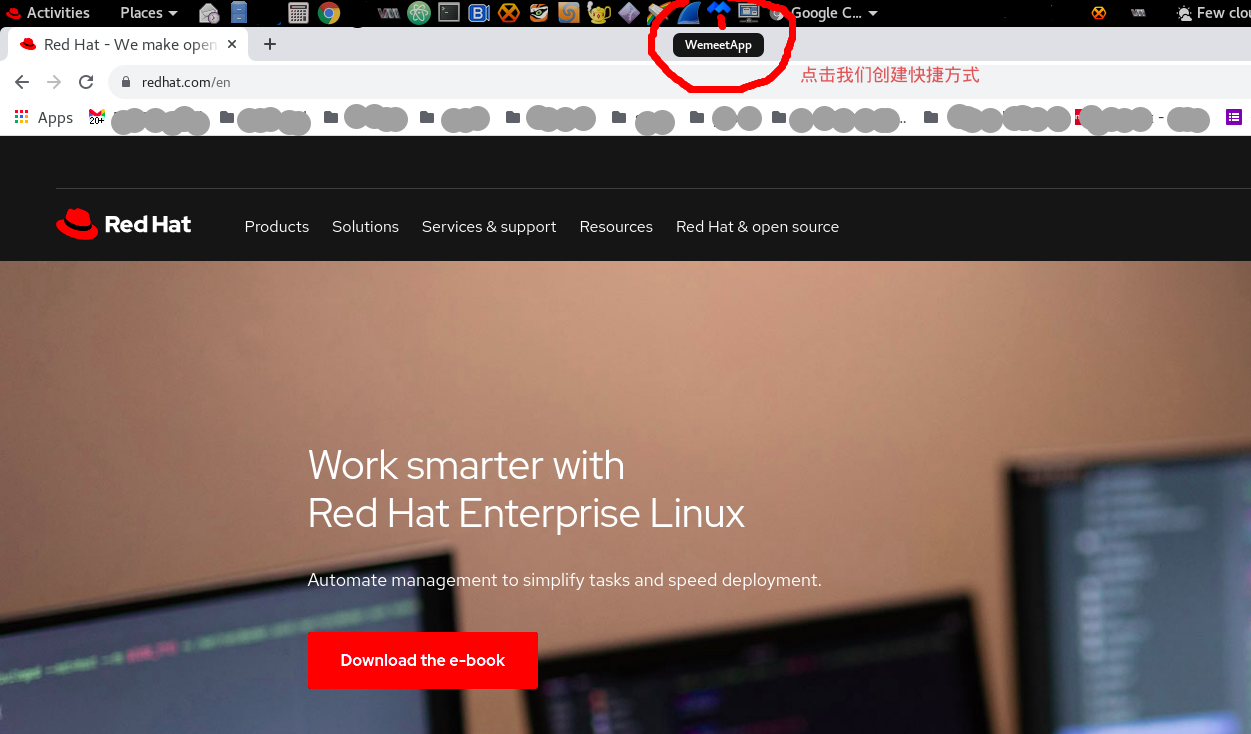 Activities Places Google C... Few clou
Red Hat - We make open
WemeetApp
点击我们创建快捷方式
redhat.com/en
Apps
20+
Red Hat Products Solutions Services & support Resources Red Hat & open source
Work smarter with
Red Hat Enterprise Linux
Automate management to simplify tasks and speed deployment.
Download the e-book